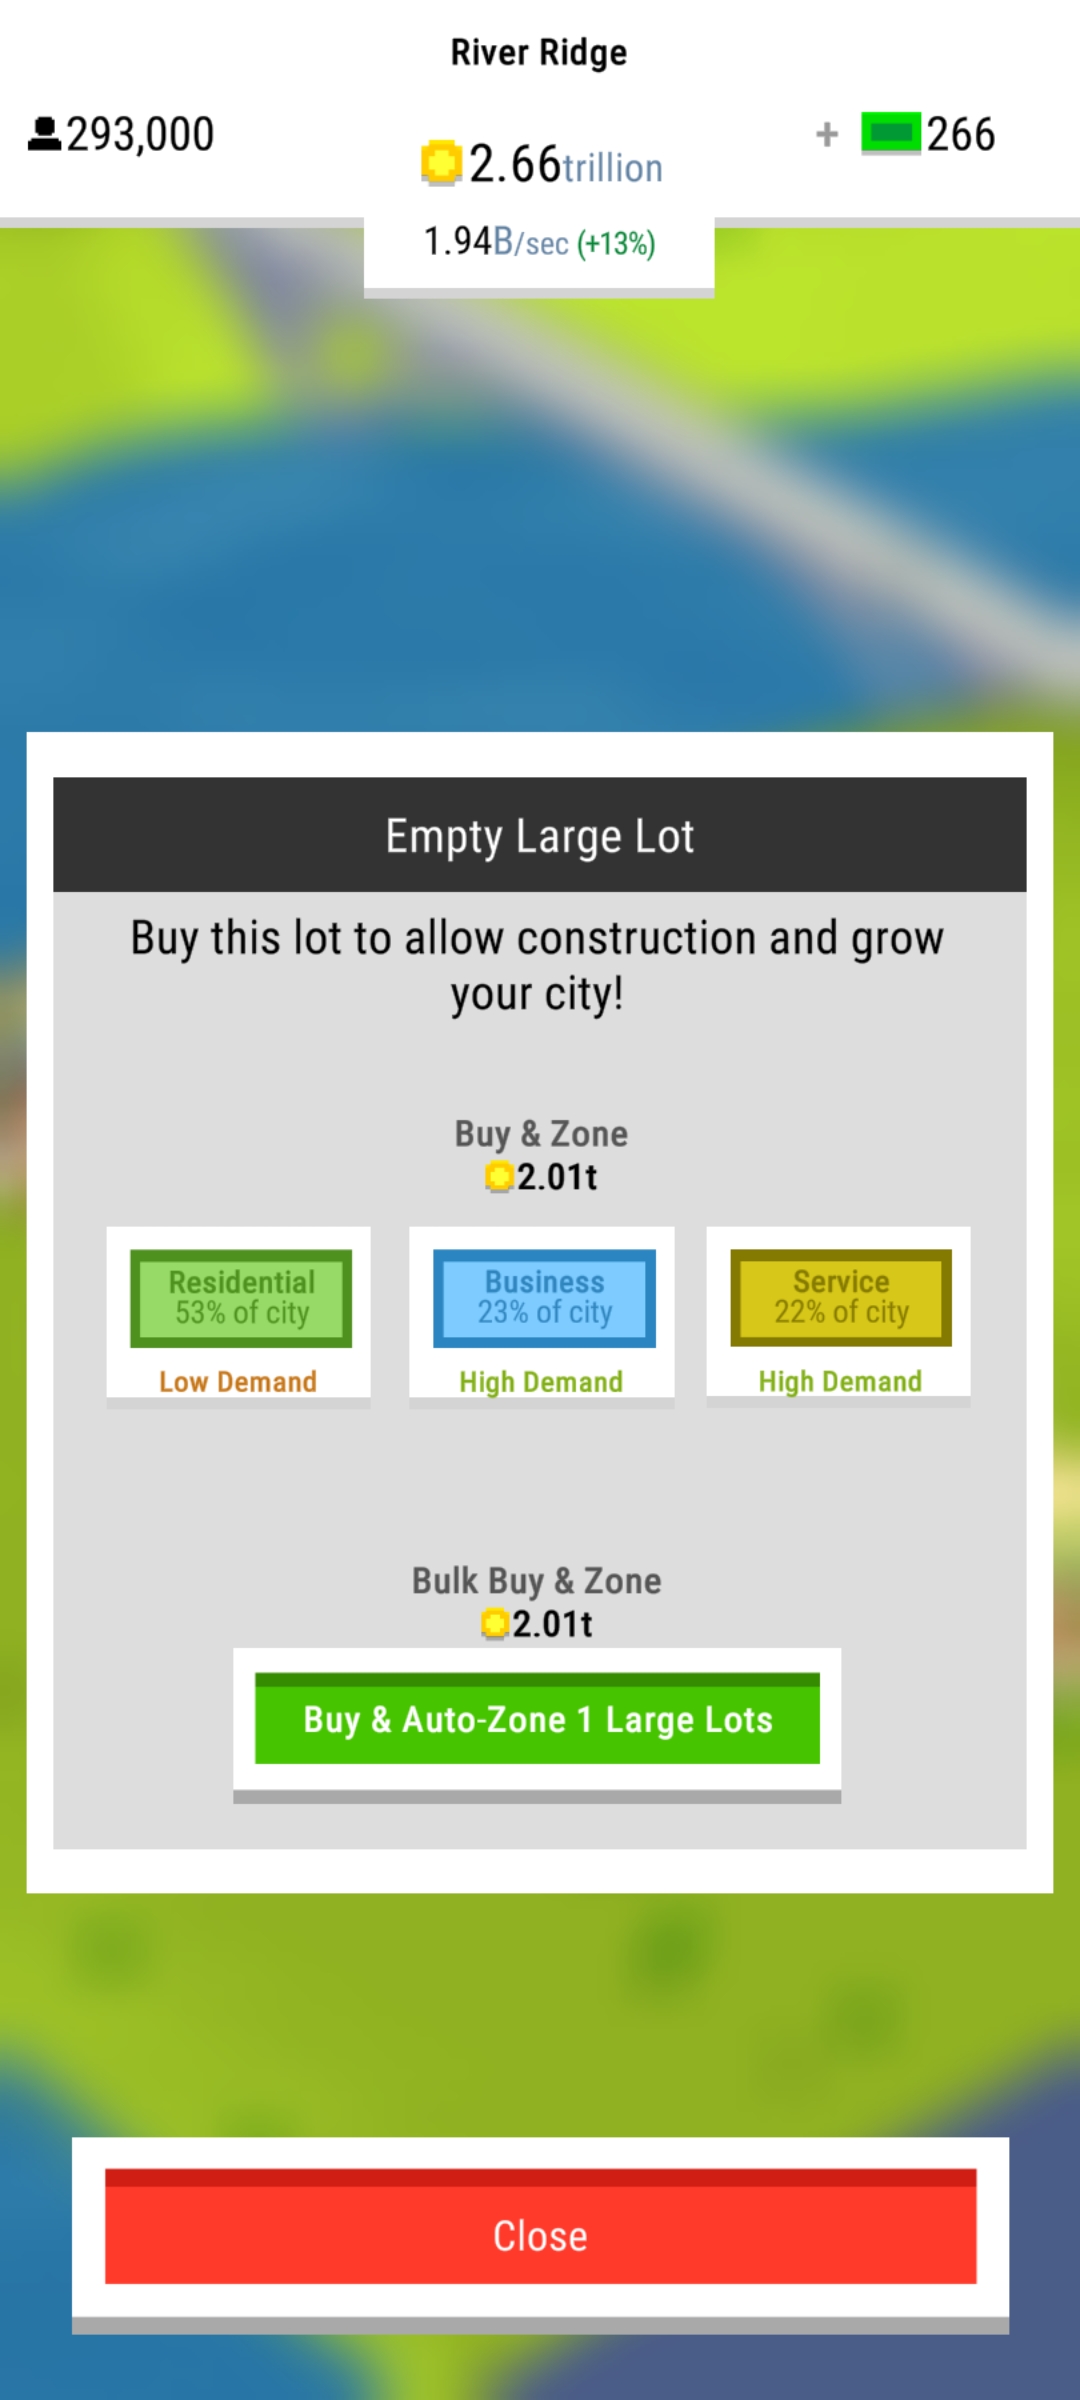 River Ridge
293,000
2.66trillion
+ 266
1.94B/sec (+13%)
Empty Large Lot
Buy this lot to allow construction and grow
your city!
Buy & Zone
2.01t
Residential
53% of city
Low Demand
Business
23% of city
High Demand
Service
22% of city
High Demand
Bulk Buy & Zone
2.01t
Buy & Auto-Zone 1 Large Lots
Close